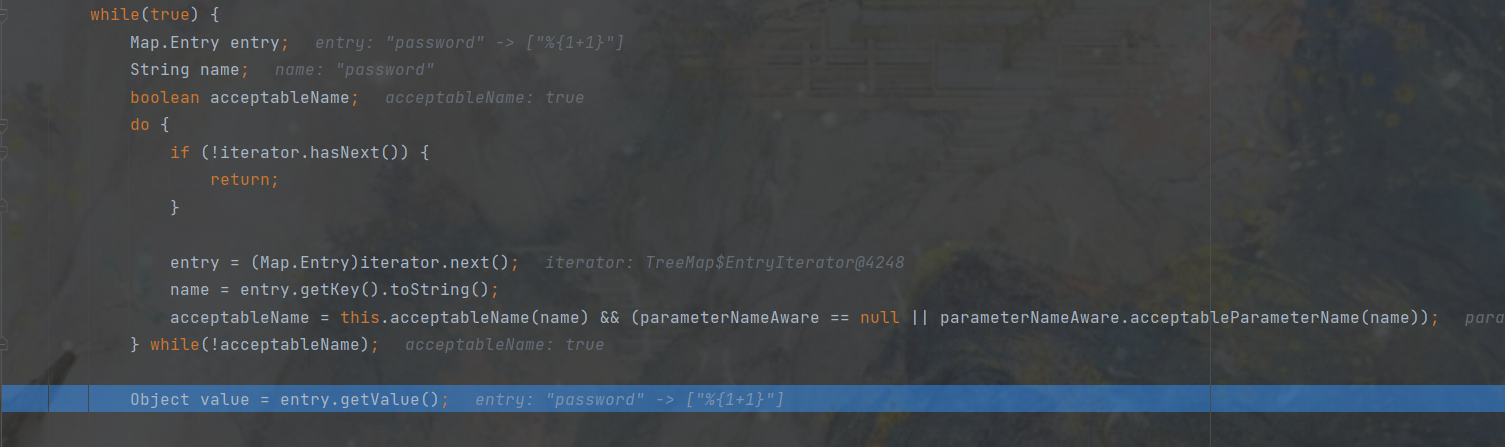 while(true) {
Map.Entry entry; entry: "password" -> ["%{1+1}"]
String name; name: "password"
boolean acceptableName; acceptableName: true
do {
if (!iterator.hasNext()) {
return;
}
entry = (Map.Entry)iterator.next(); iterator: TreeMap$EntryIterator@4248
name = entry.getKey().toString();
acceptableName = this.acceptableName(name) && (parameterNameAware == null || parameterNameAware.acceptableParameterName(name)); para
} while(!acceptableName); acceptableName: true
Object value = entry.getValue(); entry: "password" -> ["%{1+1}"]